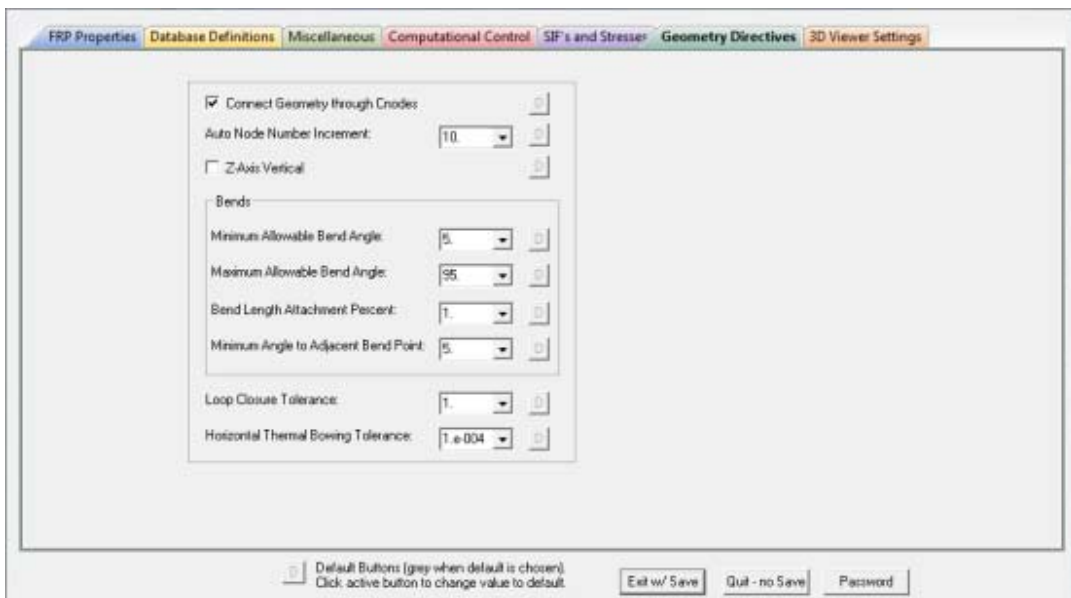 FRP Properties Database Definitions Miscellaneous Computational Control SIF's and Stresses Geometry Directives 3D Viewer Settings
Connect Geometry through Cnodes D
Auto Node Number Increment: 10. D
Z-Axis Vertical D
Bends
Minimum Allowable Bend Angle: 5. D
Maximum Allowable Bend Angle: 95. D
Bend Length Attachment Percent: 1. D
Minimum Angle to Adjacent Bend Point: 5. D
Loop Closure Tolerance: 1. D
Horizontal Thermal Bowing Tolerance: 1.e-004 D
D Default Buttons (grey when default is chosen).
Click active button to change value to default.
Exit w/ Save Quit - no Save Password